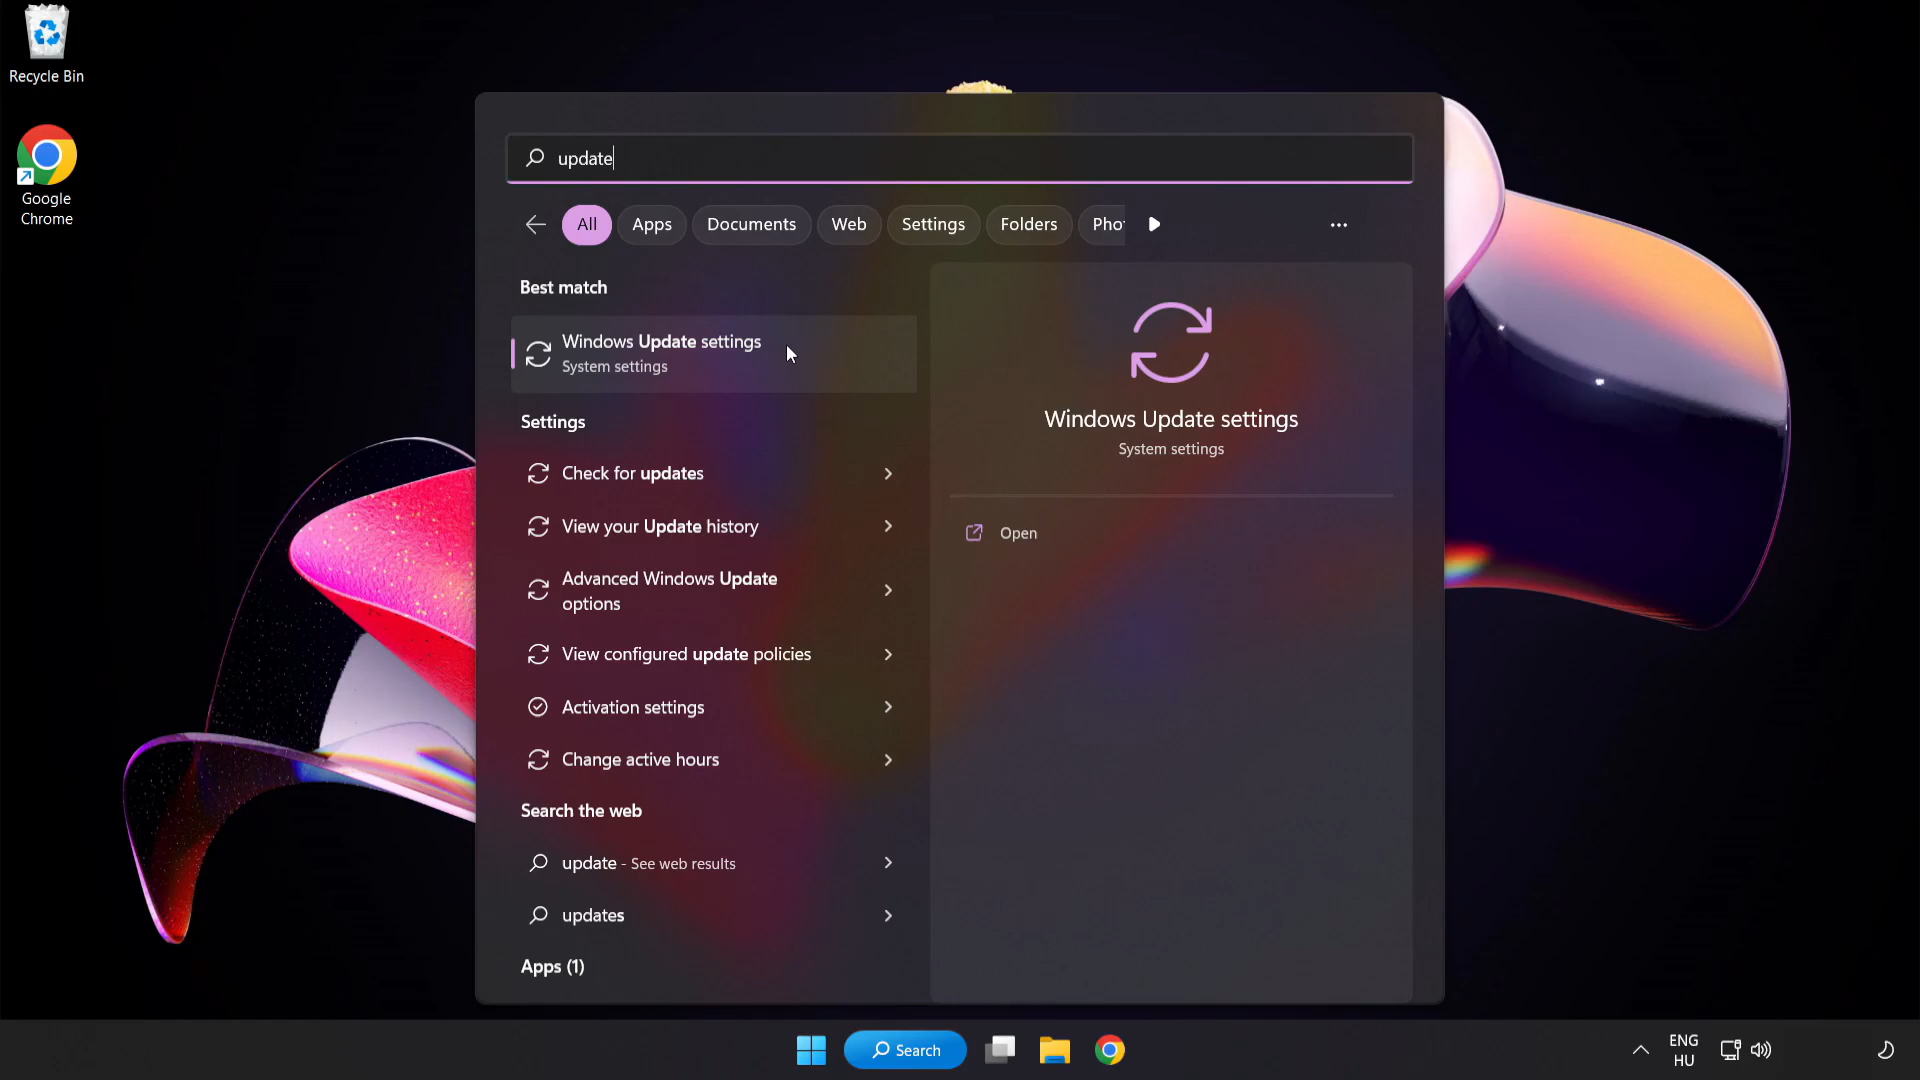 Recycle Bin
Google
Chrome
update
All
Apps
Documents
Web
Settings
Folders
Phot
Best match
Windows Update settings
System settings
Settings
Check for updates
View your Update history
Advanced Windows Update
options
View configured update policies
Activation settings
Change active hours
Search the web
update - See web results
updates
Apps (1)
Windows Update settings
System settings
Open
Search
ENG
HU